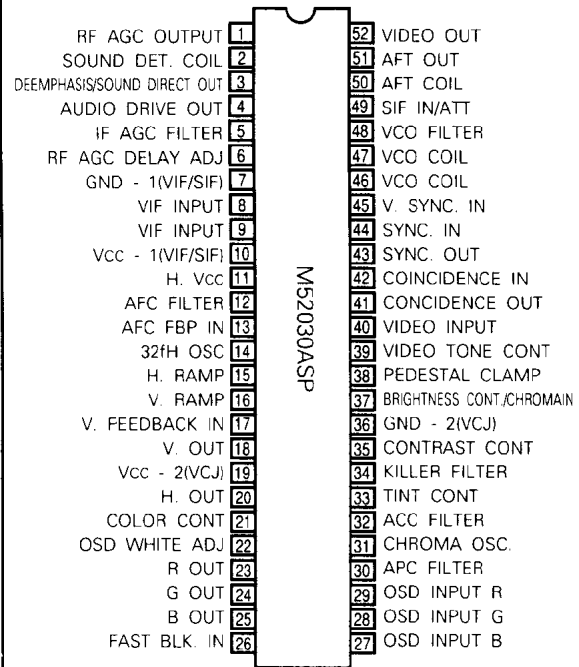 RF AGC OUTPUT 1
SOUND DET. COIL 2
DEEMPHASIS/SOUND DIRECT OUT 3
AUDIO DRIVE OUT 4
IF AGC FILTER 5
RF AGC DELAY ADJ 6
GND - 1(VIF/SIF) 7
VIF INPUT 8
VIF INPUT 9
Vcc - 1(VIF/SIF) 10
H. Vcc 11
AFC FILTER 12
AFC FBP IN 13
32fH OSC 14
H. RAMP 15
V. RAMP 16
V. FEEDBACK IN 17
V. OUT 18
Vcc - 2(VCJ) 19
H. OUT 20
COLOR CONT 21
OSD WHITE ADJ 22
R OUT 23
G OUT 24
B OUT 25
FAST BLK. IN 26
M52030ASP
52 VIDEO OUT
51 AFT OUT
50 AFT COIL
49 SIF IN/ATT
48 VCO FILTER
47 VCO COIL
46 VCO COIL
45 V. SYNC. IN
44 SYNC. IN
43 SYNC. OUT
42 COINCIDENCE IN
41 CONCIDENCE OUT
40 VIDEO INPUT
39 VIDEO TONE CONT
38 PEDESTAL CLAMP
37 BRIGHTNESS CONT./CHROMAIN
36 GND - 2(VCJ)
35 CONTRAST CONT
34 KILLER FILTER
33 TINT CONT
32 ACC FILTER
31 CHROMA OSC.
30 APC FILTER
29 OSD INPUT R
28 OSD INPUT G
27 OSD INPUT B